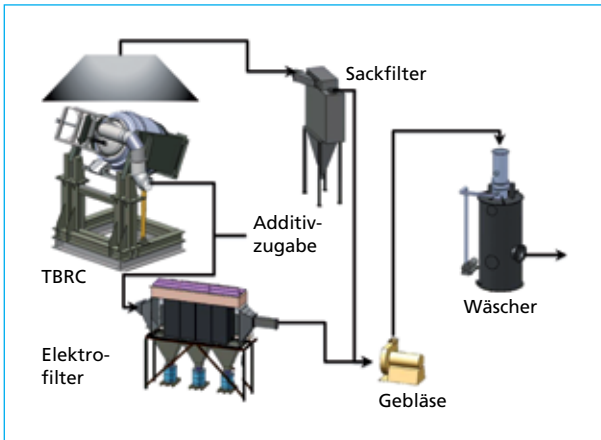 Sackfilter
Additiv-
zugabe
TBRC
Wäscher
Elektro-
filter
Gebläse